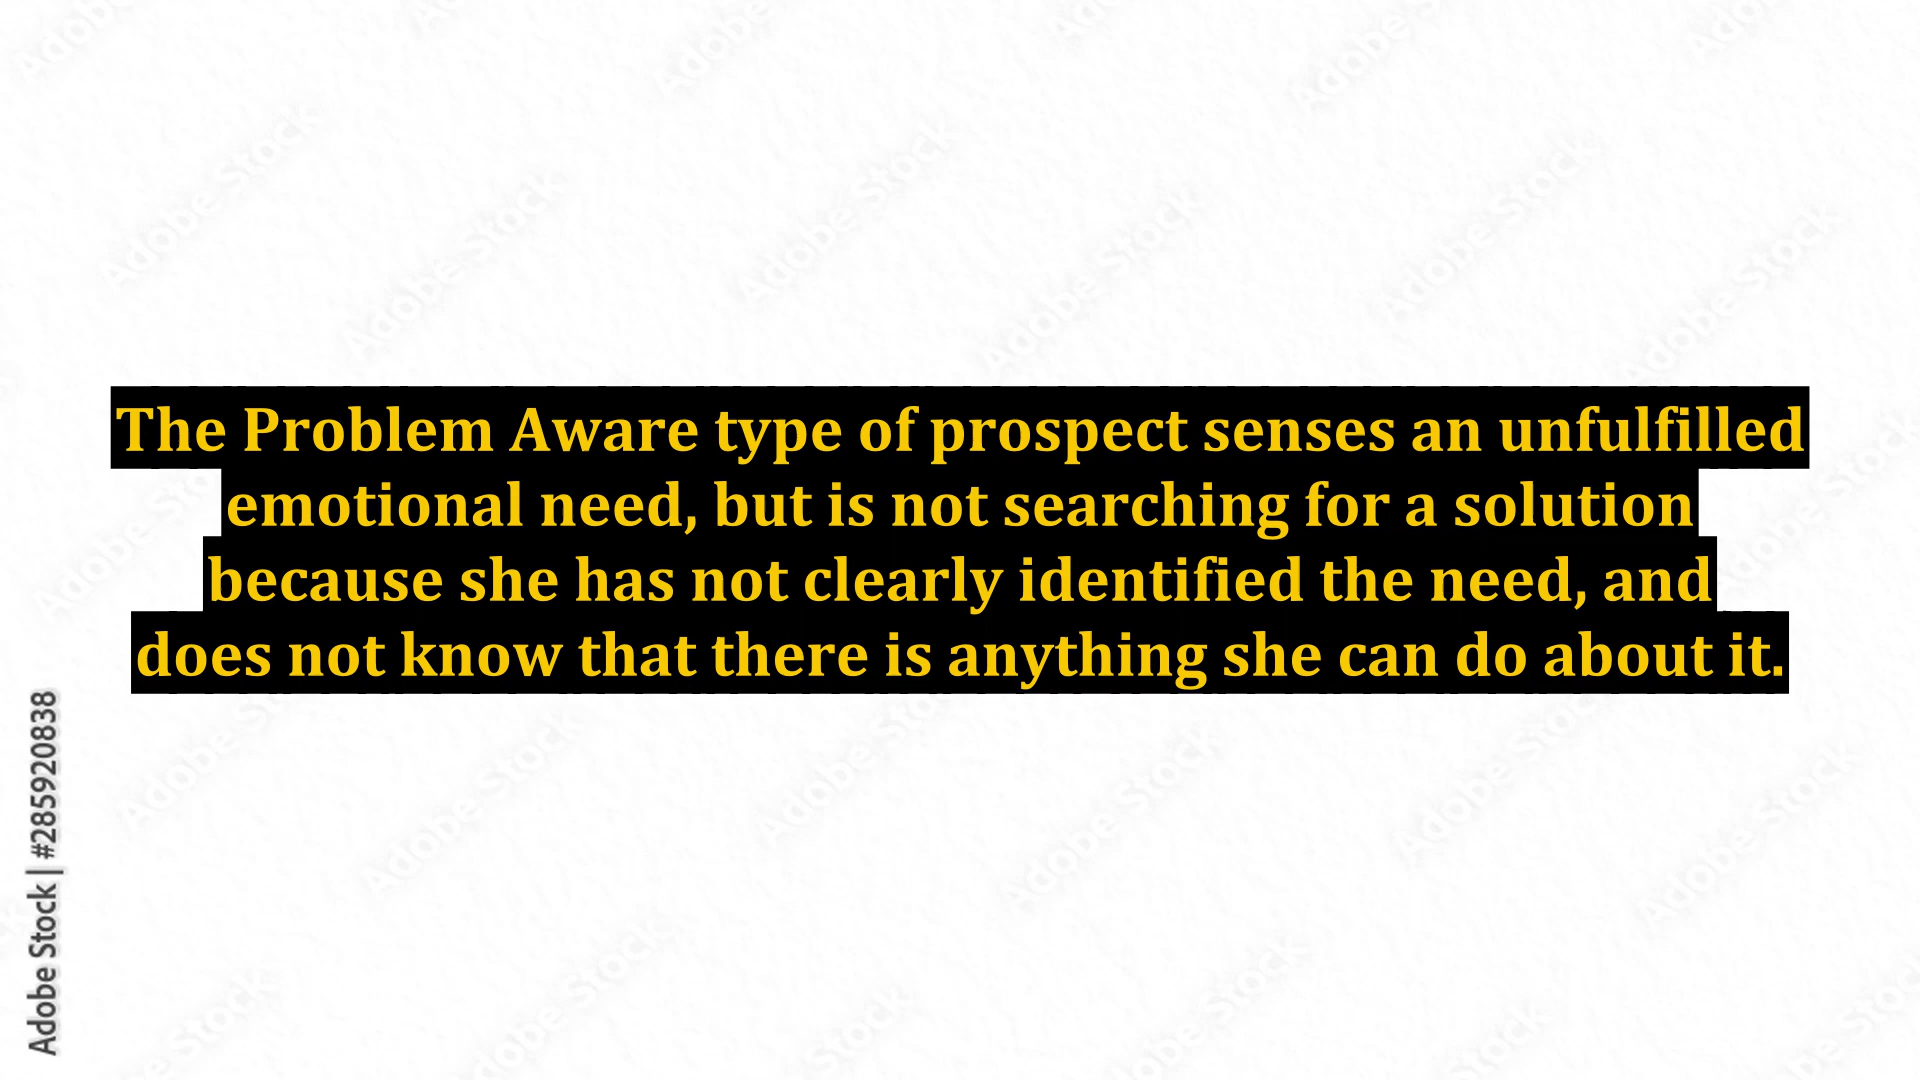 The Problem Aware type of prospect senses an unfulfilled
emotional need, but is not searching for a solution
because she has not clearly identified the need, and
does not know that there is anything she can do about it.
Adobe Stock | #285920838
Adobe Stock